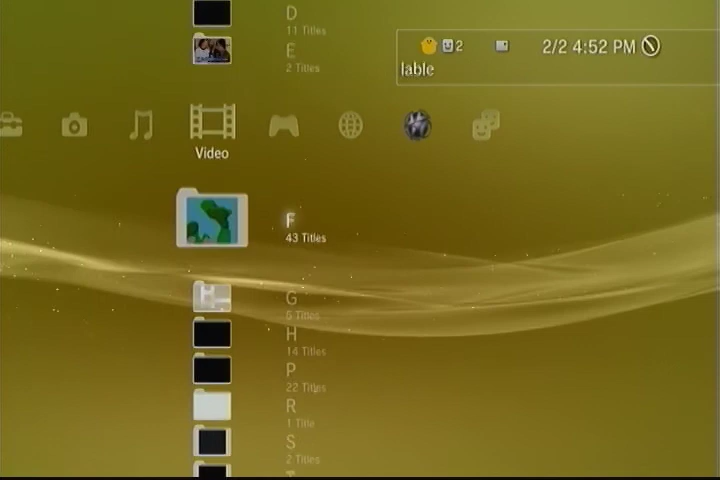 D
11 Titles
E
2 Titles
2
2/2 4:52 PM
lable
Video
F
43 Titles
G
5 Titles
H
14 Titles
P
22 Titles
R
1 Title
S
2 Titles